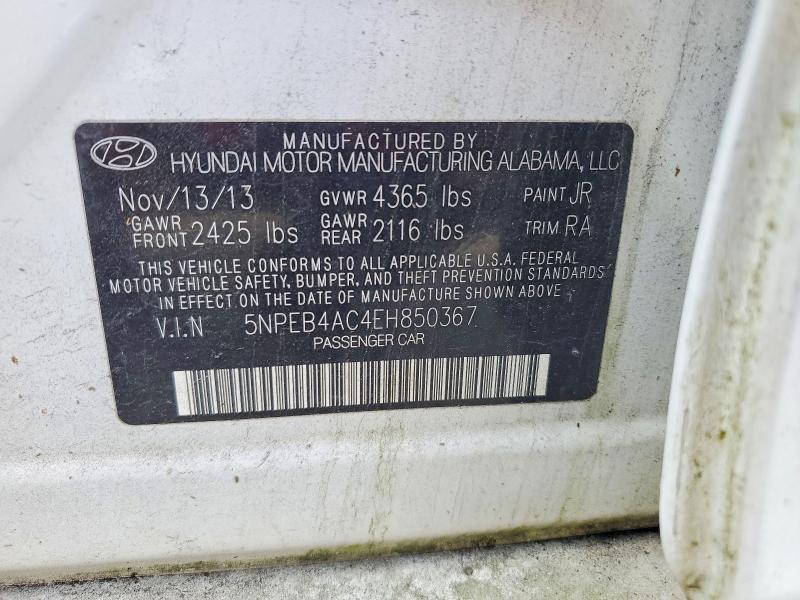 MANUFACTURED BY
HYUNDAI MOTOR MANUFACTURING ALABAMA, LLC
Nov/13/13 GVWR 4365 lbs PAINT JR
GAWR FRONT 2425 lbs GAWR REAR 2116 lbs TRIM RA
THIS VEHICLE CONFORMS TO ALL APPLICABLE U.S.A. FEDERAL
MOTOR VEHICLE SAFETY, BUMPER, AND THEFT PREVENTION STANDARDS
IN EFFECT ON THE DATE OF MANUFACTURE SHOWN ABOVE.
V.I.N 5NPEB4AC4EH850367
PASSENGER CAR